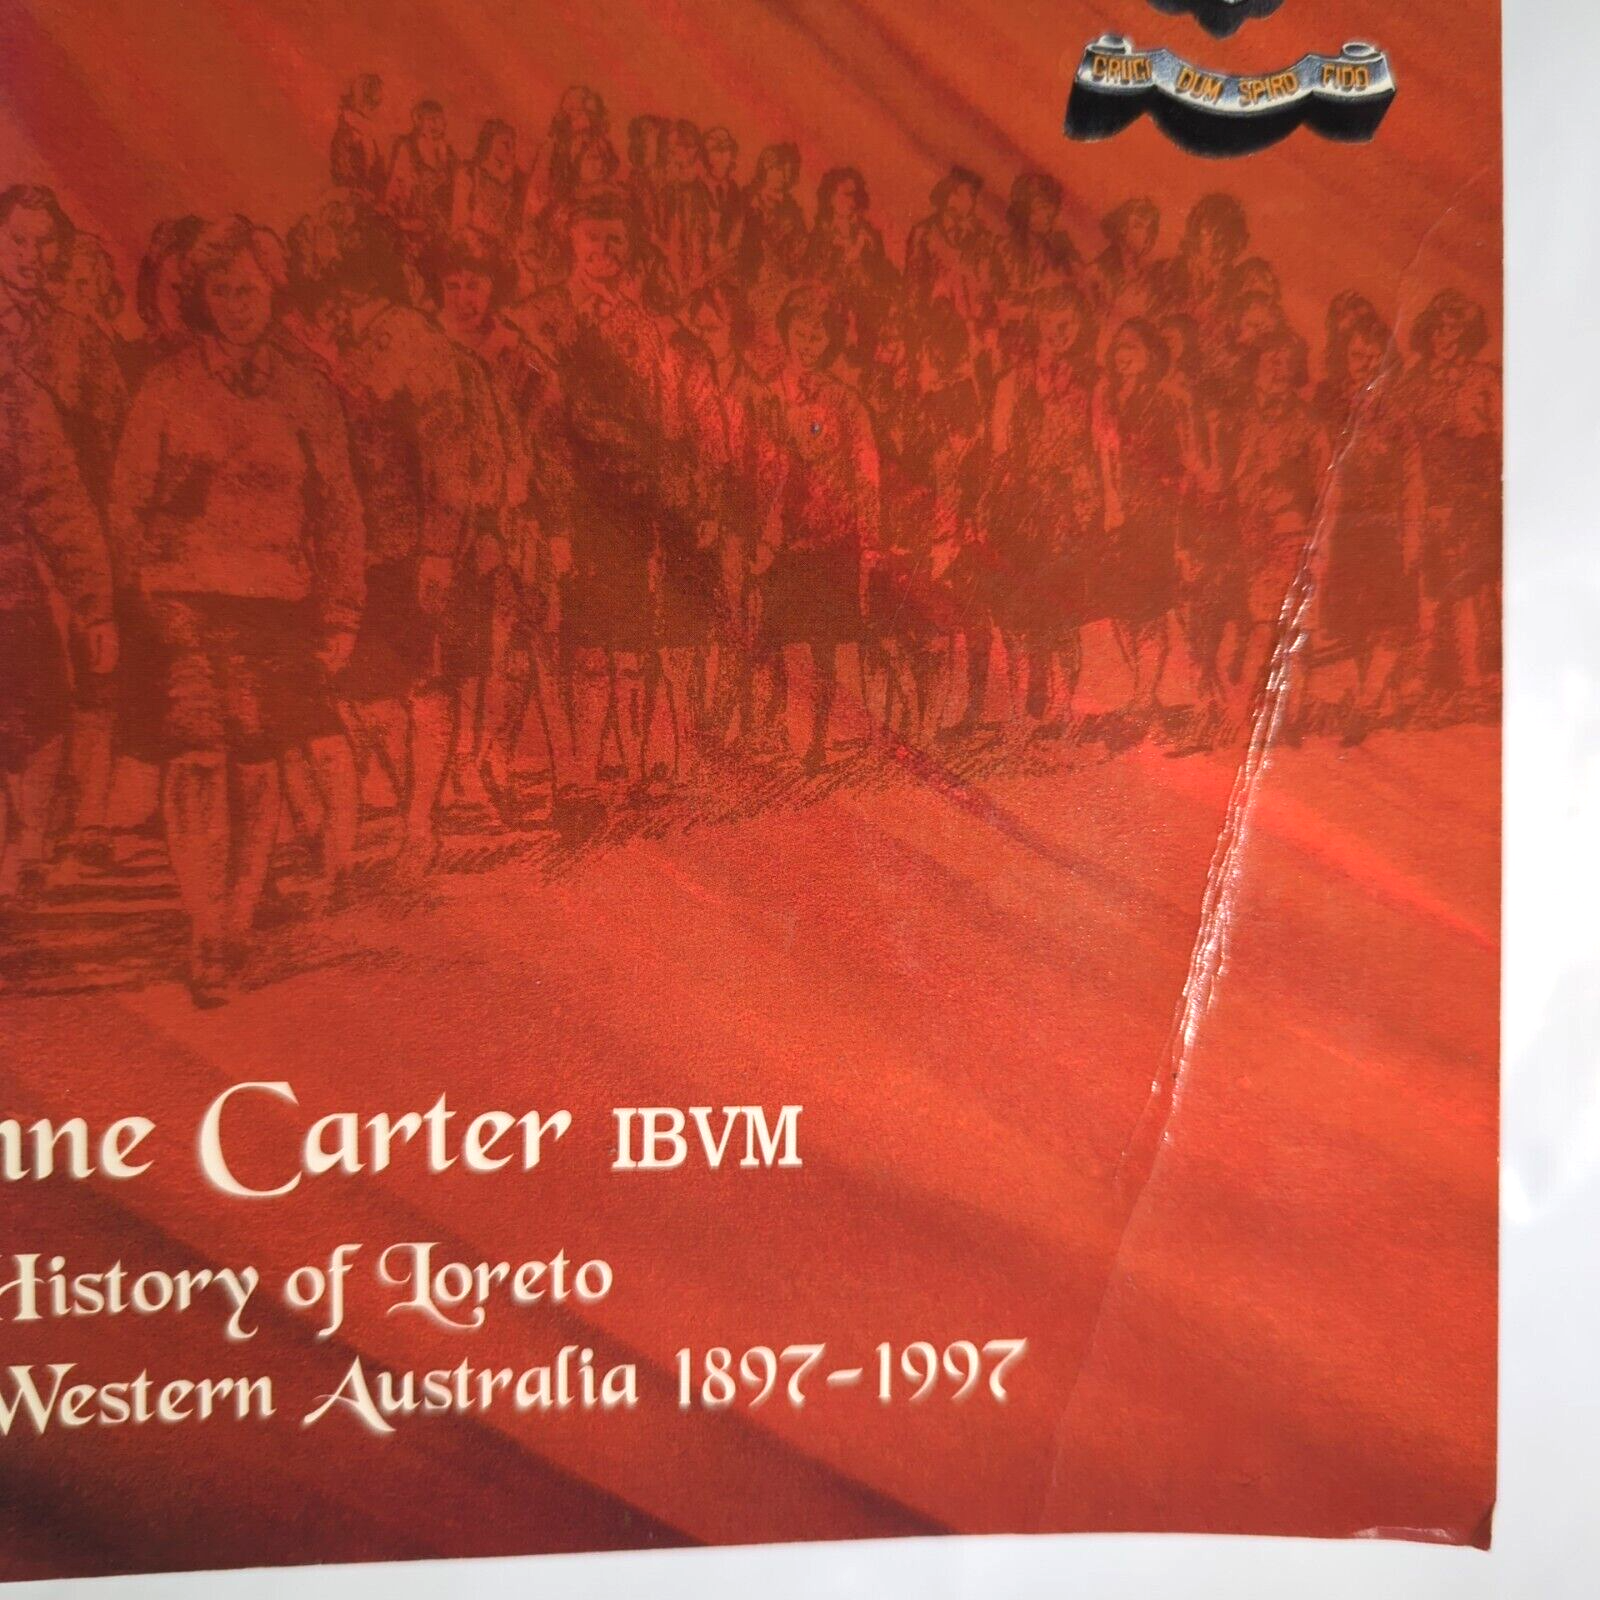 CRUCI DUM SPIRO FIDO
nne Carter IBVM
History of Loreto
Western Australia 1897-1997